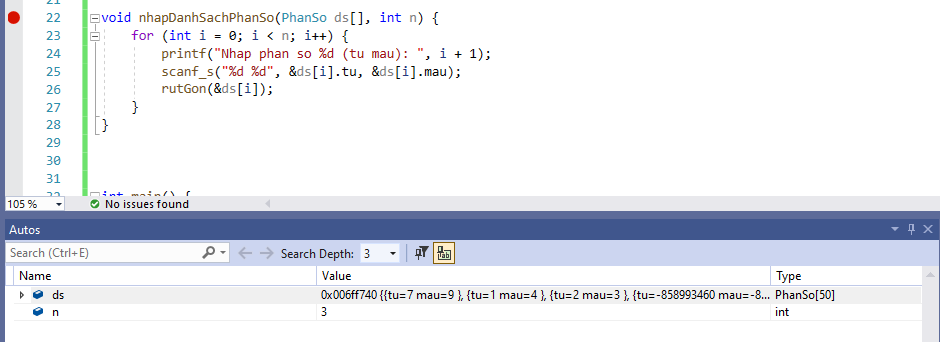 22 void nhapDanhSachPhanSo(PhanSo ds[], int n) {
23 for (int i = 0; i < n; i++) {
24 printf("Nhap phan so %d (tu mau): ", i + 1);
25 scanf_s("%d %d", &ds[i].tu, &ds[i].mau);
26 rutGon(&ds[i]);
27 }
28 }
29
30
31
32 int main() {
105 % No issues found
Autos
Search (Ctrl+E) Search Depth: 3
Name Value Type
ds 0x006ff740 {{tu=7 mau=9 }, {tu=1 mau=4 }, {tu=2 mau=3 }, {tu=-858993460 mau=-8... PhanSo[50]
n 3 int